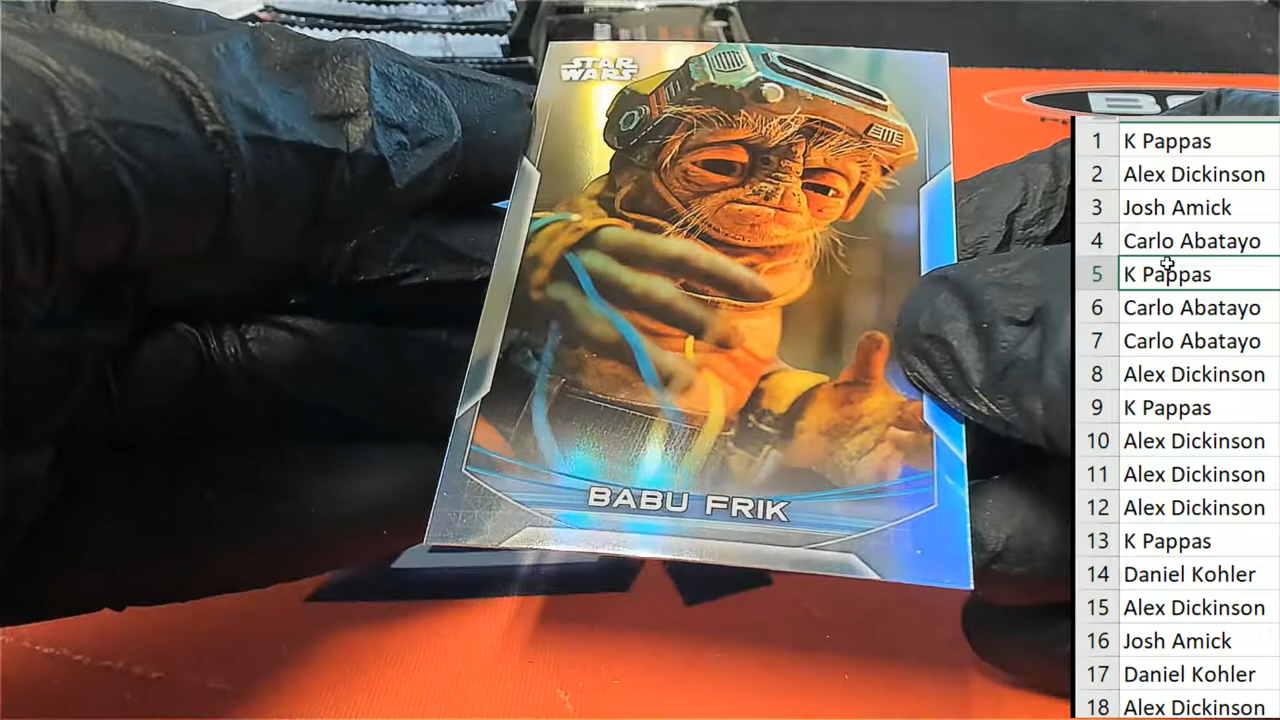 STAR
WARS
BABU FRIK
1 K Pappas
2 Alex Dickinson
3 Josh Amick
4 Carlo Abatayo
5 K Pappas
6 Carlo Abatayo
7 Carlo Abatayo
8 Alex Dickinson
9 K Pappas
10 Alex Dickinson
11 Alex Dickinson
12 Alex Dickinson
13 K Pappas
14 Daniel Kohler
15 Alex Dickinson
16 Josh Amick
17 Daniel Kohler
18 Alex Dickinson